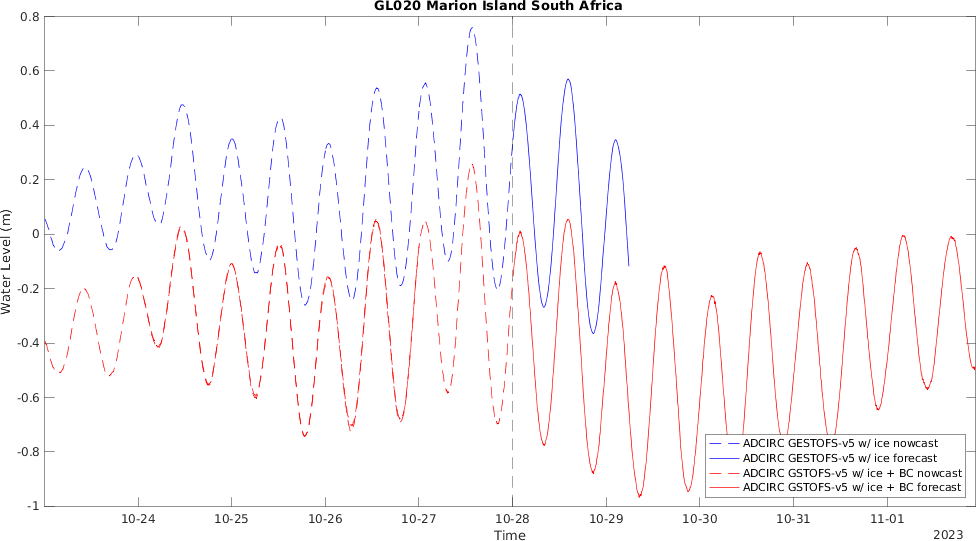 GL020 Marion Island South Africa
0.8
0.6
0.4
0.2
0
-0.2
-0.4
-0.6
-0.8
-1
Water Level (m)
10-24
10-25
10-26
10-27
10-28
10-29
10-30
10-31
11-01
Time
2023
ADCIRC GESTOFS-v5 w/ ice nowcast
ADCIRC GESTOFS-v5 w/ ice forecast
ADCIRC GSTOFS-v5 w/ ice + BC nowcast
ADCIRC GSTOFS-v5 w/ ice + BC forecast